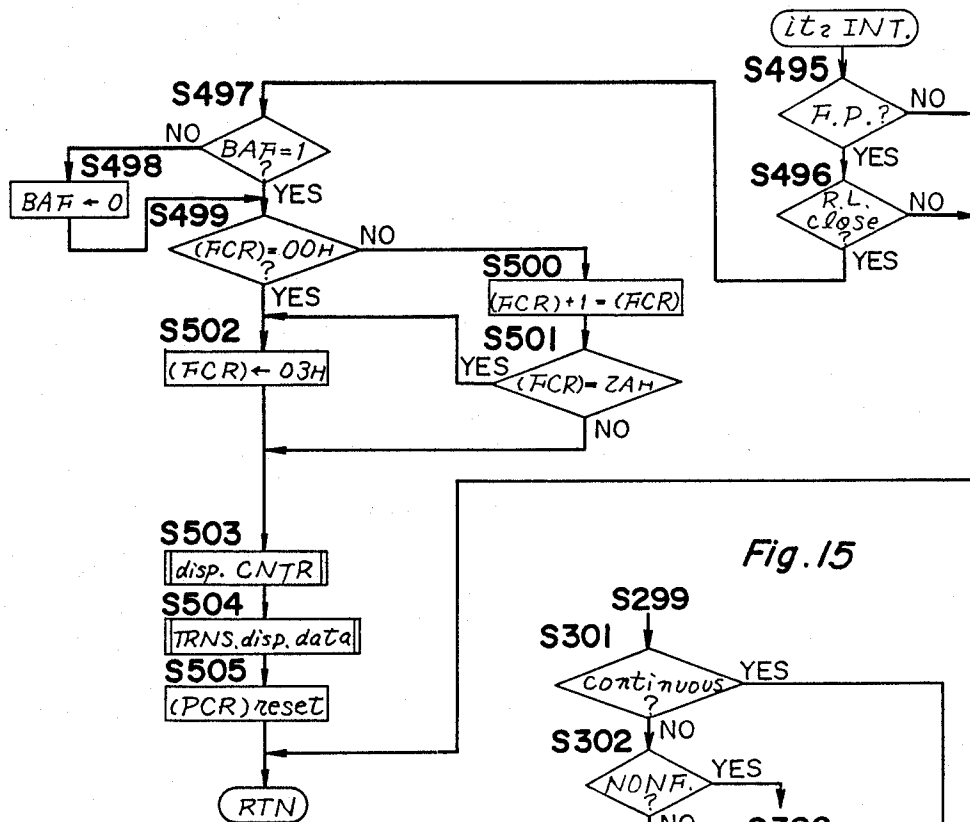 it₂ INT.
S495
F.P.?
NO
YES
S496
R.L.
close
?
NO
YES
S497
BAF=1
?
NO
YES
S498
BAF ← 0
S499
(FCR)=00H
?
NO
YES
S500
(FCR)+1=(FCR)
S501
(FCR)=2AH
YES
NO
S502
(FCR)← 03H
S503
disp. CNTR
S504
TRNS.disp.data
S505
(PCR)reset
RTN
Fig.15
S299
S301
continuous
?
YES
NO
S302
NONF.
?
YES
NO